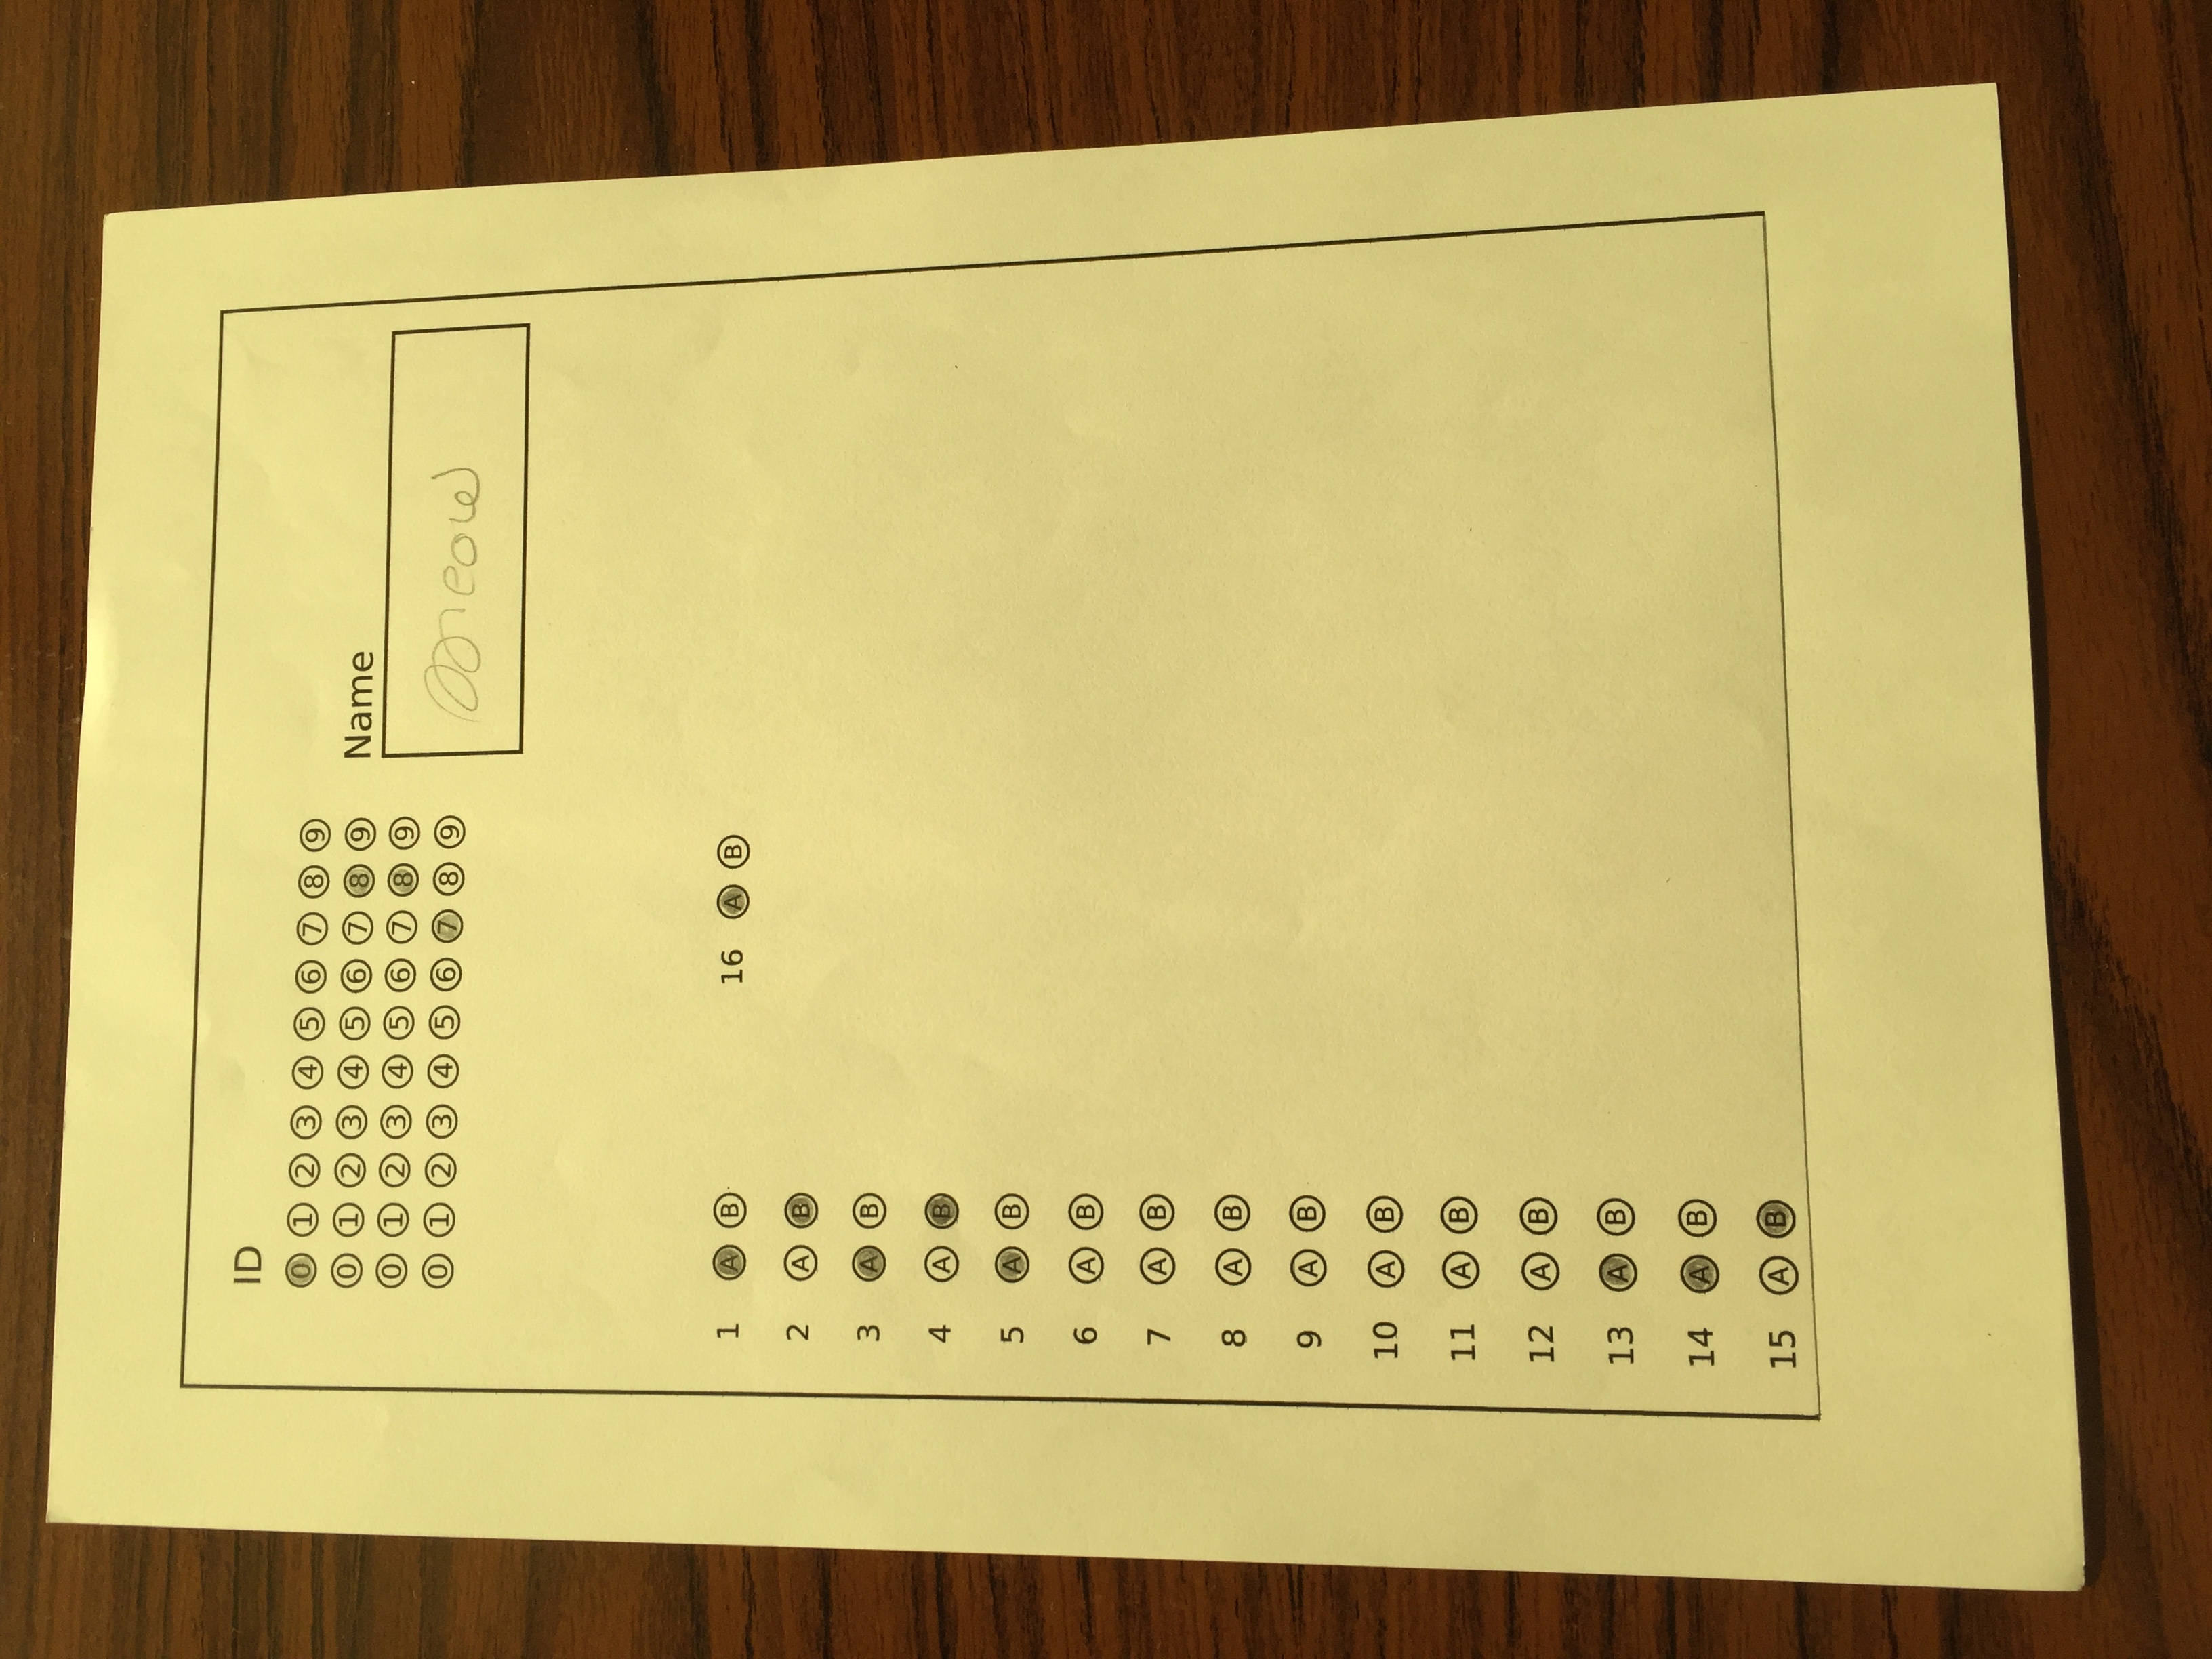 ID
0 1 2 3 4 5 6 7 8 9
0 1 2 3 4 5 6 7 8 9
0 1 2 3 4 5 6 7 8 9
0 1 2 3 4 5 6 7 8 9
Name
meow
1 A B
2 A B
3 A B
4 A B
5 A B
6 A B
7 A B
8 A B
9 A B
10 A B
11 A B
12 A B
13 A B
14 A B
15 A B
16 A B